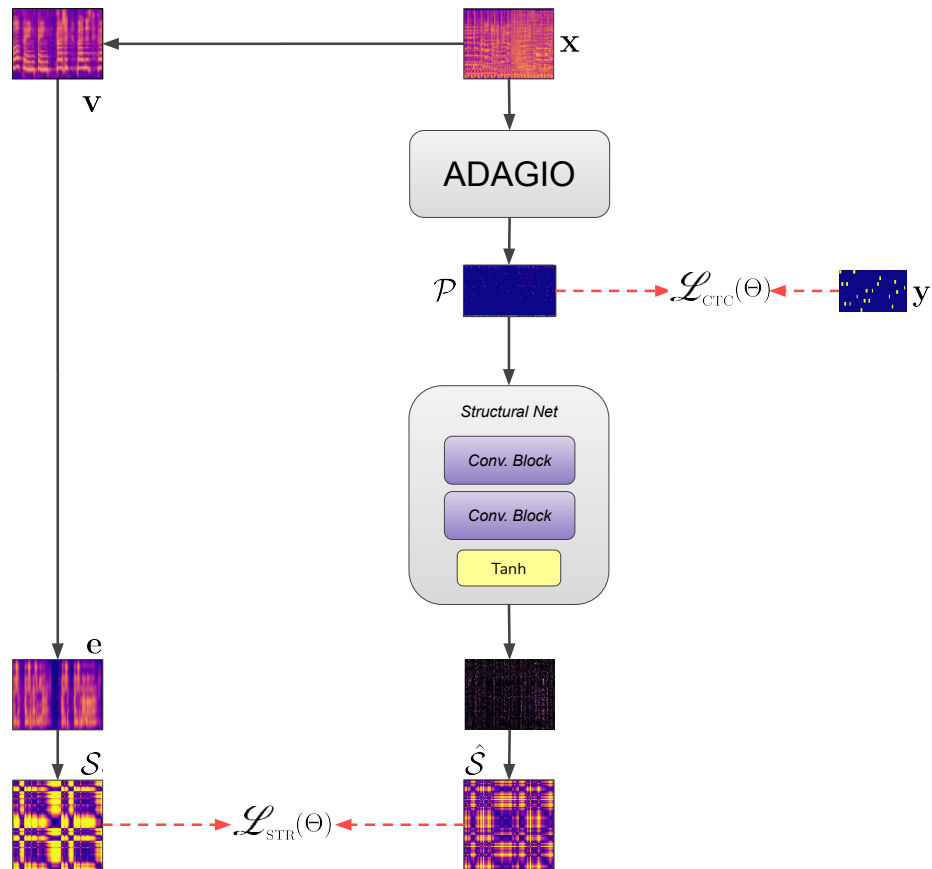 x
v
ADAGIO
𝒫
ℒ_CTC(Θ)
y
Structural Net
Conv. Block
Conv. Block
Tanh
e
𝒮
𝒮̂
ℒ_STR(Θ)